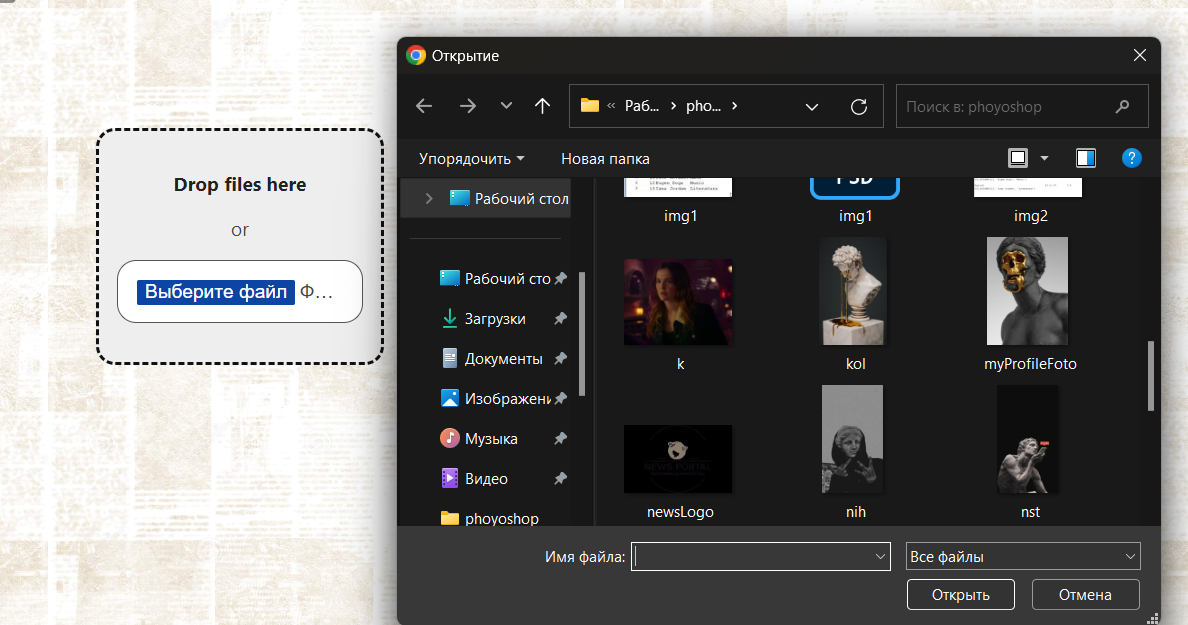 Drop files here
or
Выберите файл Ф...
Открытие
« Раб... › pho... ›
Поиск в: phoyoshop
Упорядочить
Новая папка
Рабочий стол
Рабочий сто
Загрузки
Документы
Изображени
Музыка
Видео
phoyoshop
PSD
img1
img1
img2
k
kol
myProfileFoto
NEWS PORTAL
newsLogo
nih
nst
Имя файла:
Все файлы
Открыть
Отмена